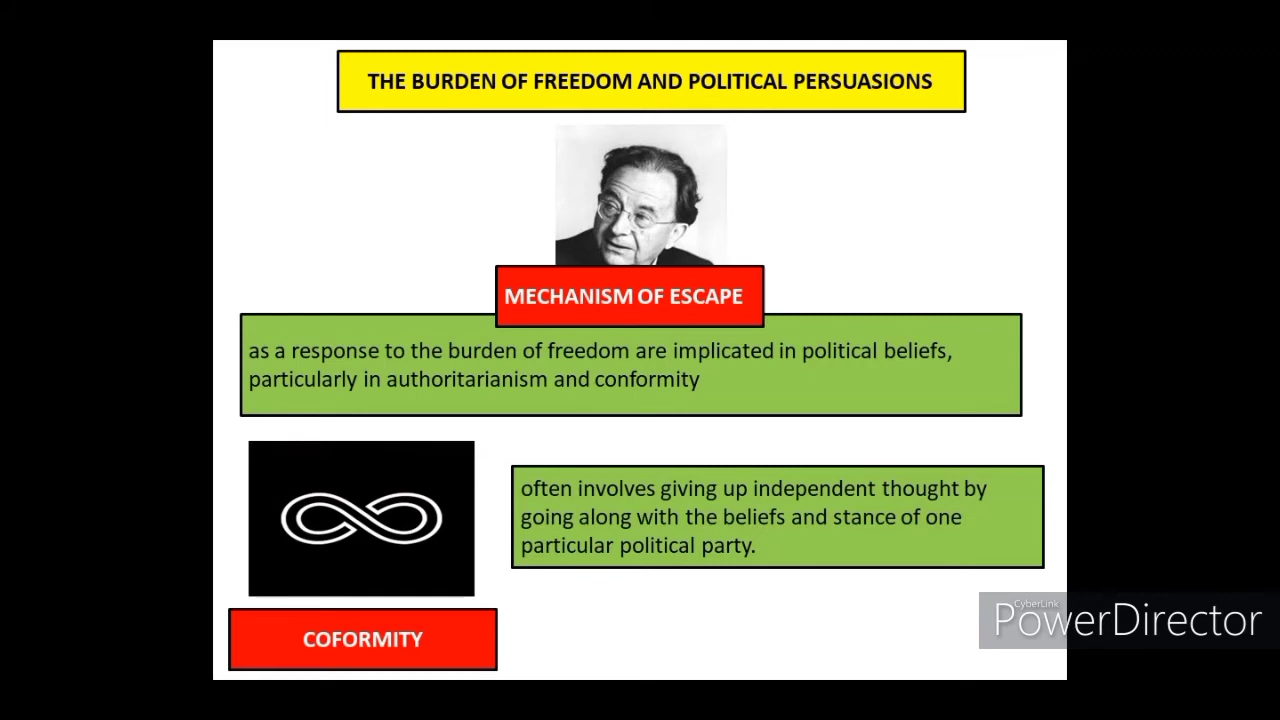 THE BURDEN OF FREEDOM AND POLITICAL PERSUASIONS
MECHANISM OF ESCAPE
as a response to the burden of freedom are implicated in political beliefs,
particularly in authoritarianism and conformity
often involves giving up independent thought by
going along with the beliefs and stance of one
particular political party.
COFORMITY
CyberLink
PowerDirector